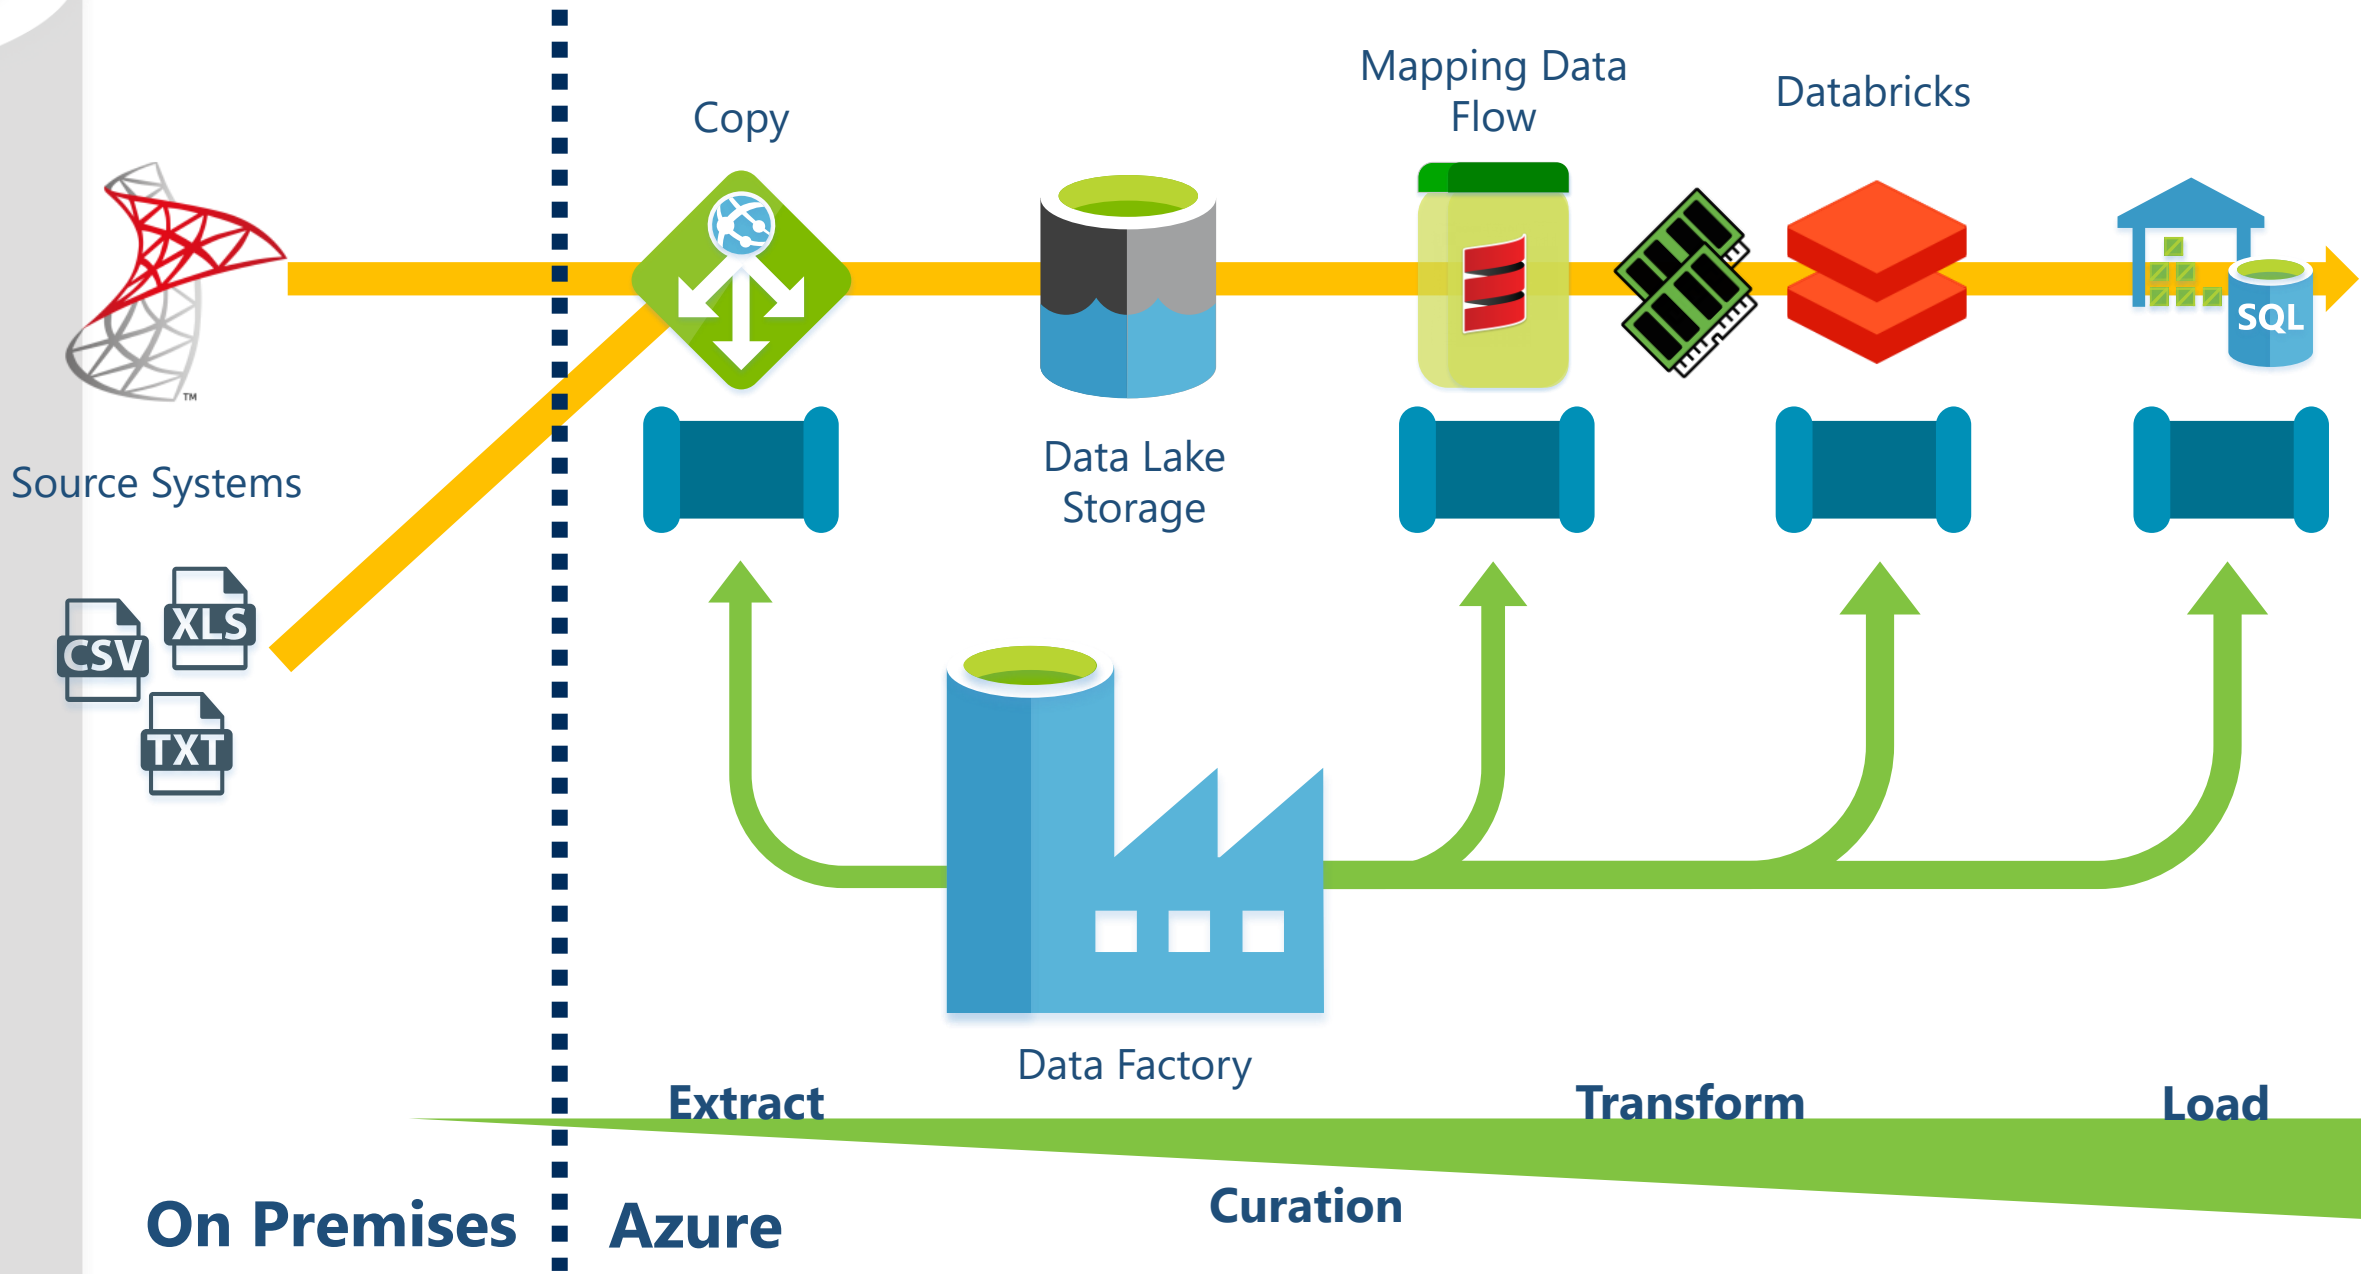 Mapping Data
Flow
Databricks
Copy
SQL
TM
Source Systems
Data Lake
Storage
XLS
CSV
TXT
Data Factory
Extract
Transform
Load
Curation
On Premises
Azure